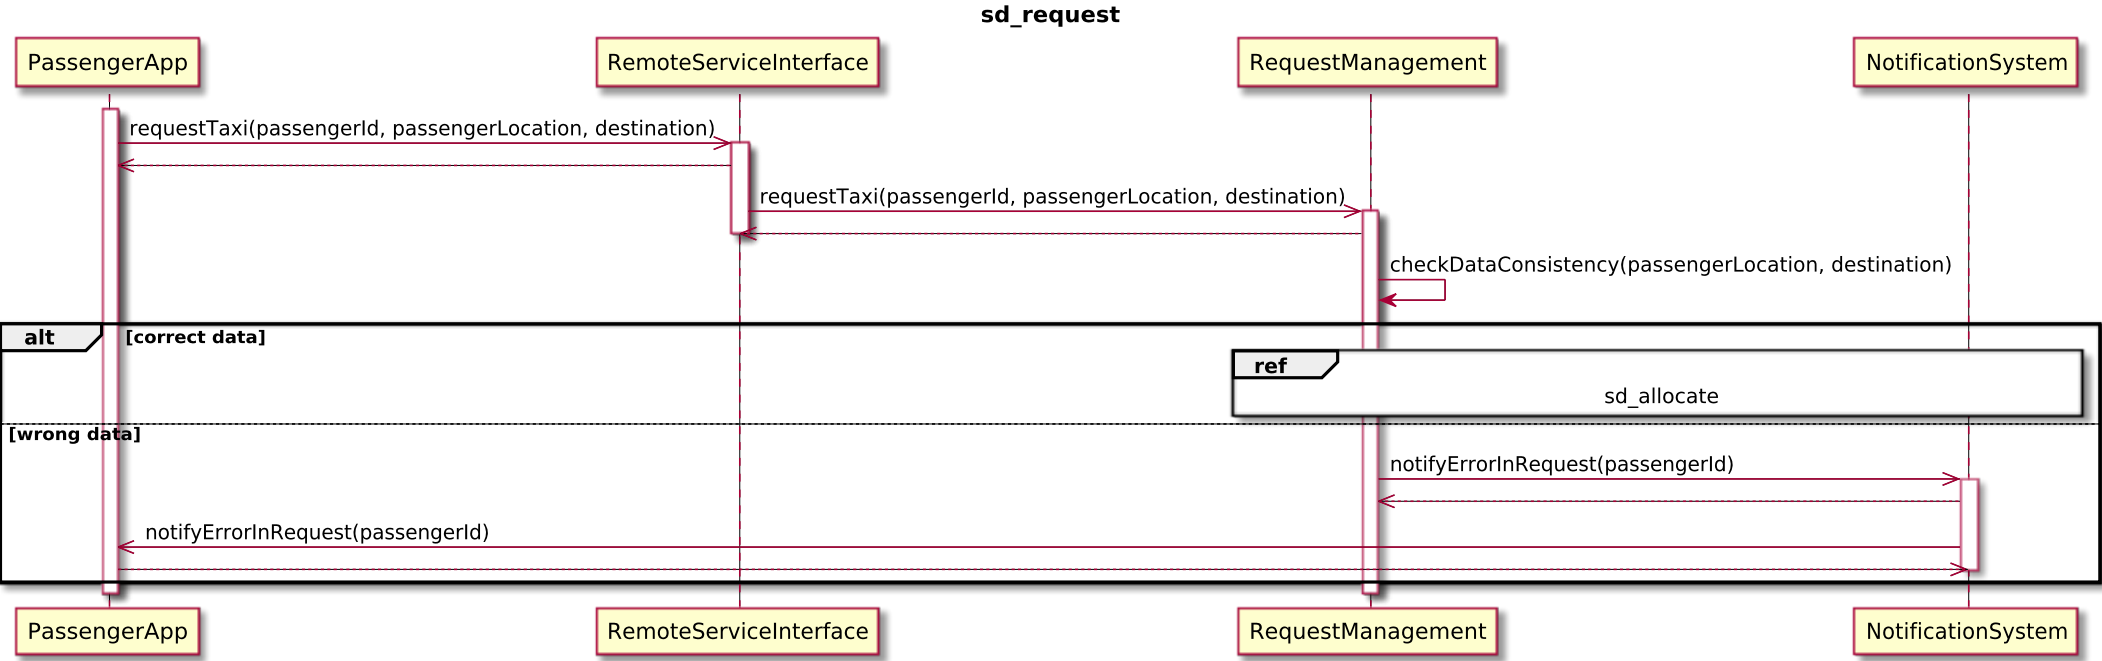 sd_request
PassengerApp
RemoteServiceInterface
RequestManagement
NotificationSystem
requestTaxi(passengerId, passengerLocation, destination)
requestTaxi(passengerId, passengerLocation, destination)
checkDataConsistency(passengerLocation, destination)
alt
[correct data]
ref
sd_allocate
[wrong data]
notifyErrorInRequest(passengerId)
notifyErrorInRequest(passengerId)
PassengerApp
RemoteServiceInterface
RequestManagement
NotificationSystem